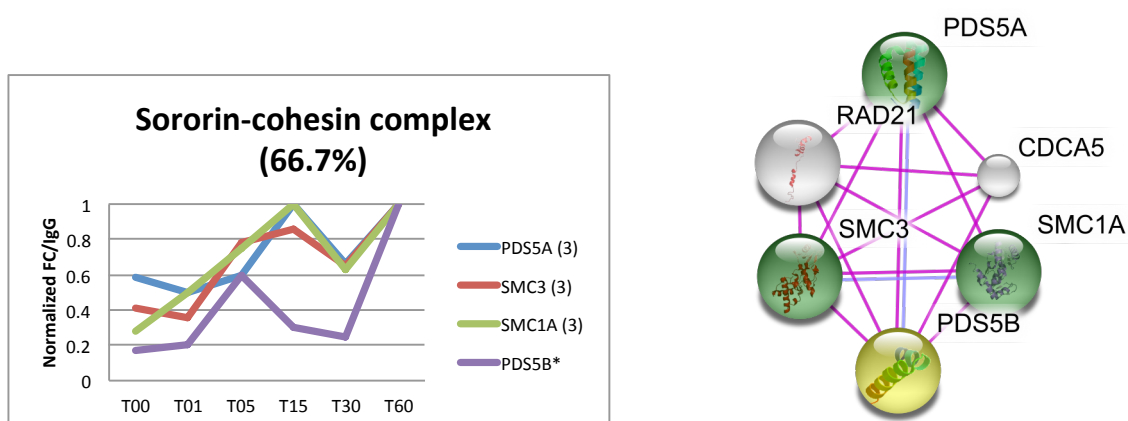 Sororin-cohesin complex
(66.7%)
Normalized FC/IgG
1
0.8
0.6
0.4
0.2
0
T00 T01 T05 T15 T30 T60
PDS5A (3)
SMC3 (3)
SMC1A (3)
PDS5B*
PDS5A
RAD21
CDCA5
SMC3
SMC1A
PDS5B